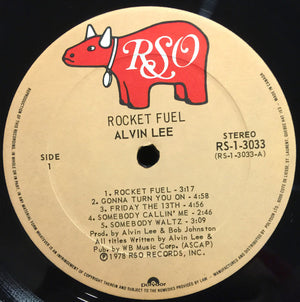 RSO
ROCKET FUEL
ALVIN LEE
STEREO
RS-1-3033
(RS-1-3033-A)
SIDE
1
1. ROCKET FUEL - 3:17
2. GONNA TURN YOU ON - 4:58
3. FRIDAY THE 13TH - 4:56
4. SOMEBODY CALLIN' ME - 2:46
5. SOMEBODY WALTZ - 3:09
Prod. by Alvin Lee & Bob Johnston
All titles Written by Alvin Lee &
Pub by WB Music Corp. (ASCAP)
℗1978 RSO RECORDS, INC.
polydor